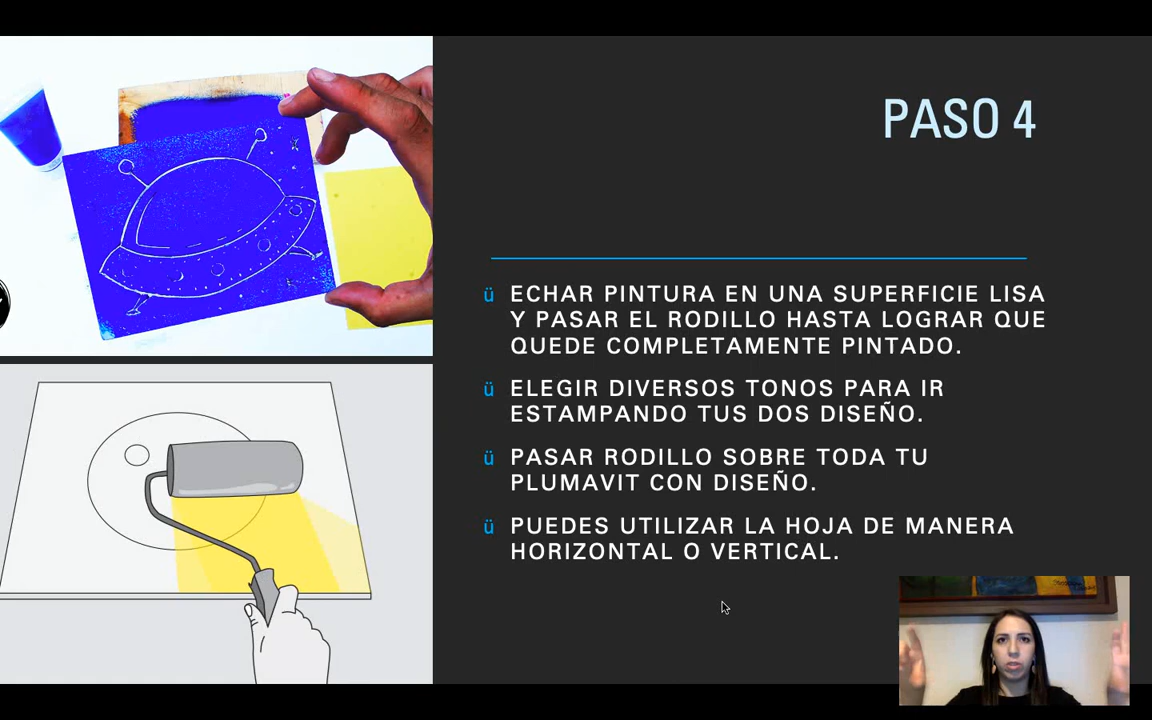 PASO 4
ü ECHAR PINTURA EN UNA SUPERFICIE LISA
Y PASAR EL RODILLO HASTA LOGRAR QUE
QUEDE COMPLETAMENTE PINTADO.
ü ELEGIR DIVERSOS TONOS PARA IR
ESTAMPANDO TUS DOS DISEÑO.
ü PASAR RODILLO SOBRE TODA TU
PLUMAVIT CON DISEÑO.
ü PUEDES UTILIZAR LA HOJA DE MANERA
HORIZONTAL O VERTICAL.